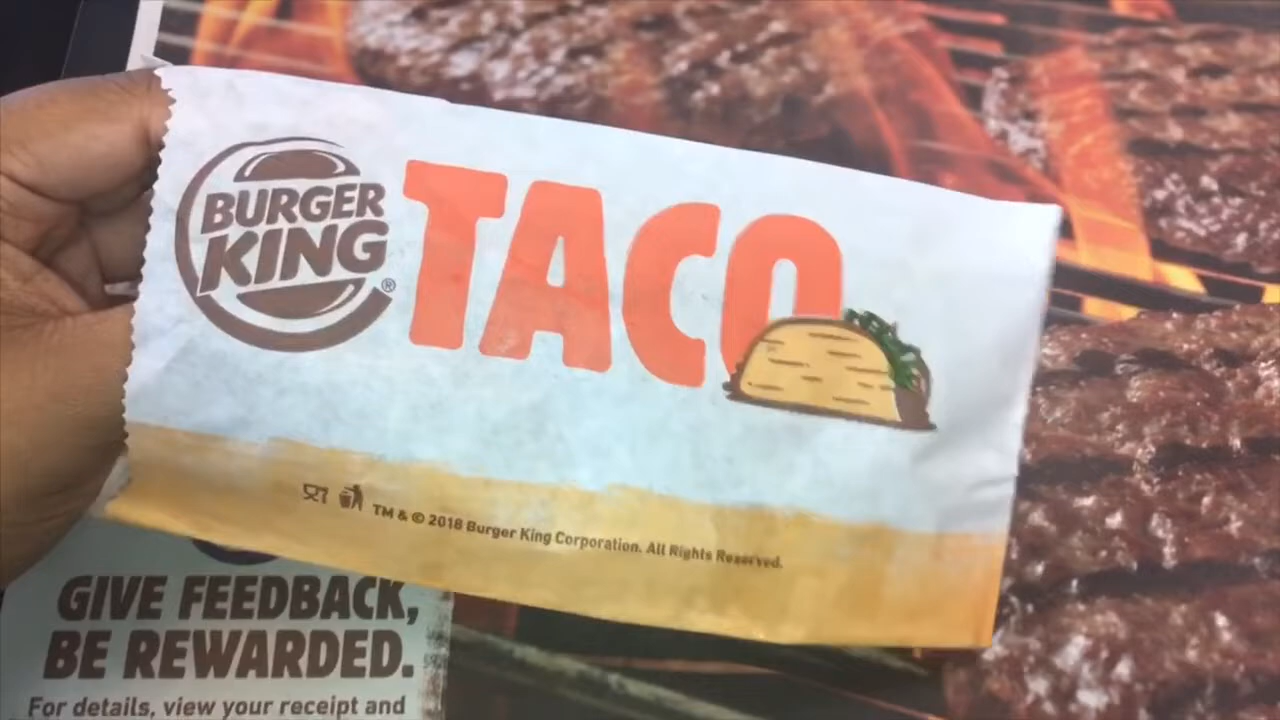 BURGER
KING
®
TACO
TM & © 2018 Burger King Corporation. All Rights Reserved.
GIVE FEEDBACK,
BE REWARDED.
For details, view your receipt and